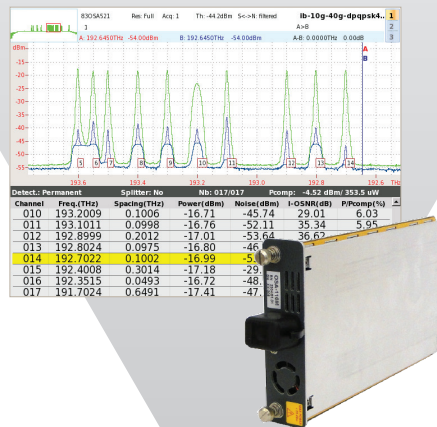 83OSA521 Res: Full Acq: 1 Th: -44.2dBm S<->N: filtered ib-10g-40g-dpqpsk4.. 1
1 A>B 2
A: 192.6450THz -54.00dBm B: 192.6450THz -54.00dBm A-B: 0.0000THz 0.00dB 3
dBm
A
-15
B
-20
-25
-30
-35
-40
-45
-50
5 6 7 8 9 10 11 12 13 14
-55
193.6 193.4 193.2 193.0 192.8 192.6 THz
Detect.: Permanent Splitter: No Nb: 017/017 Pcomp: -4.52 dBm/ 353.5 uW
Channel Freq.(THz) Spacing(THz) Power(dBm) Noise(dBm) I-OSNR(dB) P/Pcomp(%)
010 193.2009 0.1006 -16.71 -45.74 29.01 6.03
011 193.1011 0.0998 -16.76 -52.11 35.34 5.95
012 192.8999 0.2012 -17.01 -53.64 36.62
013 192.8024 0.0975 -16.80 -46
014 192.7022 0.1002 -16.99
015 192.4008 0.3014 -17.18 -29.
016 192.3515 0.0493 -16.72 -48.
017 191.7024 0.6491 -17.41 -47.